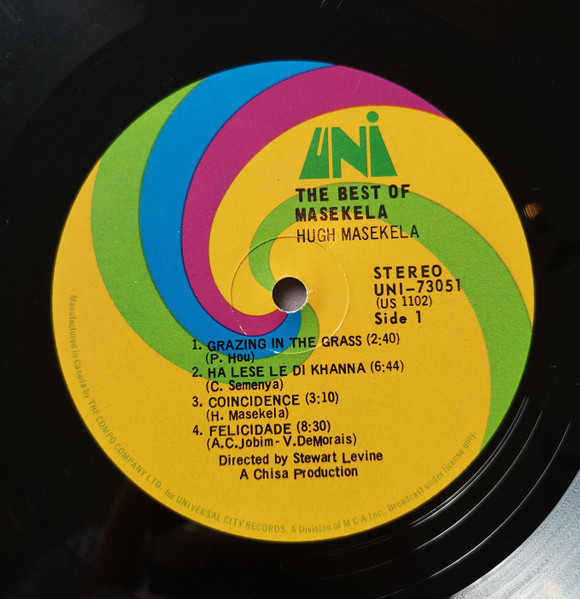 UNI
THE BEST OF
MASEKELA
HUGH MASEKELA
STEREO
UNI-73051
(US 1102)
Side 1
1. GRAZING IN THE GRASS (2:40)
(P. Hou)
2. HA LESE LE DI KHANNA (6:44)
(C. Semenya)
3. COINCIDENCE (3:10)
(H. Masekela)
4. FELICIDADE (8:30)
(A.C.Jobim-V.DeMorais)
Directed by Stewart Levine
A Chisa Production
Manufactured in Canada by THE COMPO COMPANY LTD. for UNIVERSAL CITY RECORDS, A Division of M C A Inc., Broadcast under license only.